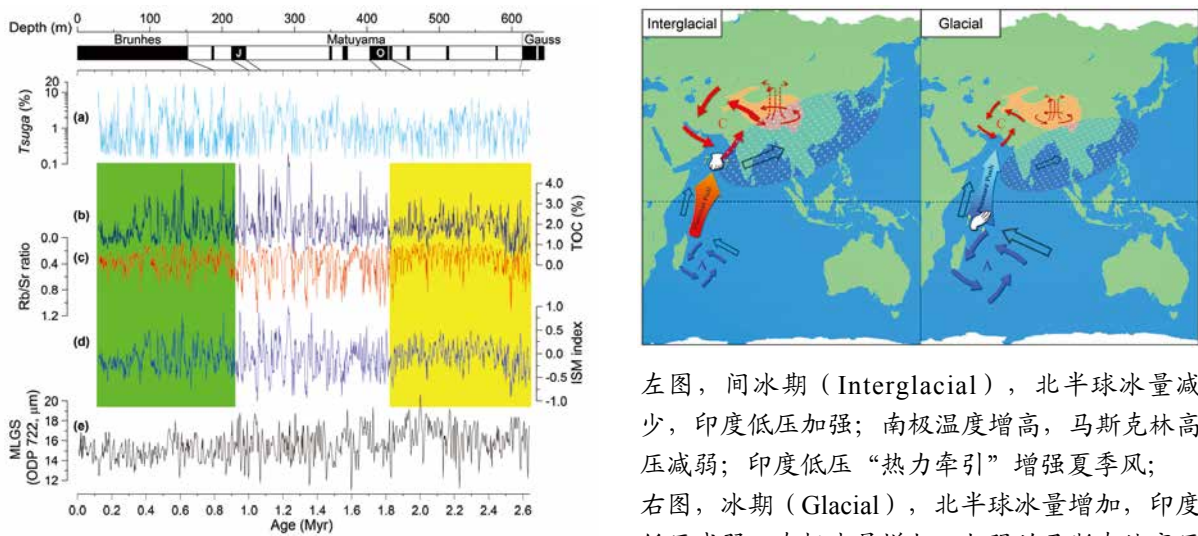 0 100 200 300 400 500 600
Depth (m)
Brunhes Matuyama Gauss
J O
Tsuga (%)
20
10
1
0.1
(a)
(b)
TOC (%)
4.0
3.0
2.0
1.0
0.0
(c)
Rb/Sr ratio
0.0
0.4
0.8
1.2
(d)
ISM index
1.0
0.5
0.0
-0.5
-1.0
(e)
MLGS
(ODP 722, μm)
20
18
16
14
12
0.0 0.2 0.4 0.6 0.8 1.0 1.2 1.4 1.6 1.8 2.0 2.2 2.4 2.6
Age (Myr)
Interglacial
C
A
Glacial
C
A
左图，间冰期（Interglacial），北半球冰量减
少，印度低压加强；南极温度增高，马斯克林高
压减弱；印度低压“热力牵引”增强夏季风；
右图，冰期（Glacial），北半球冰量增加，印度